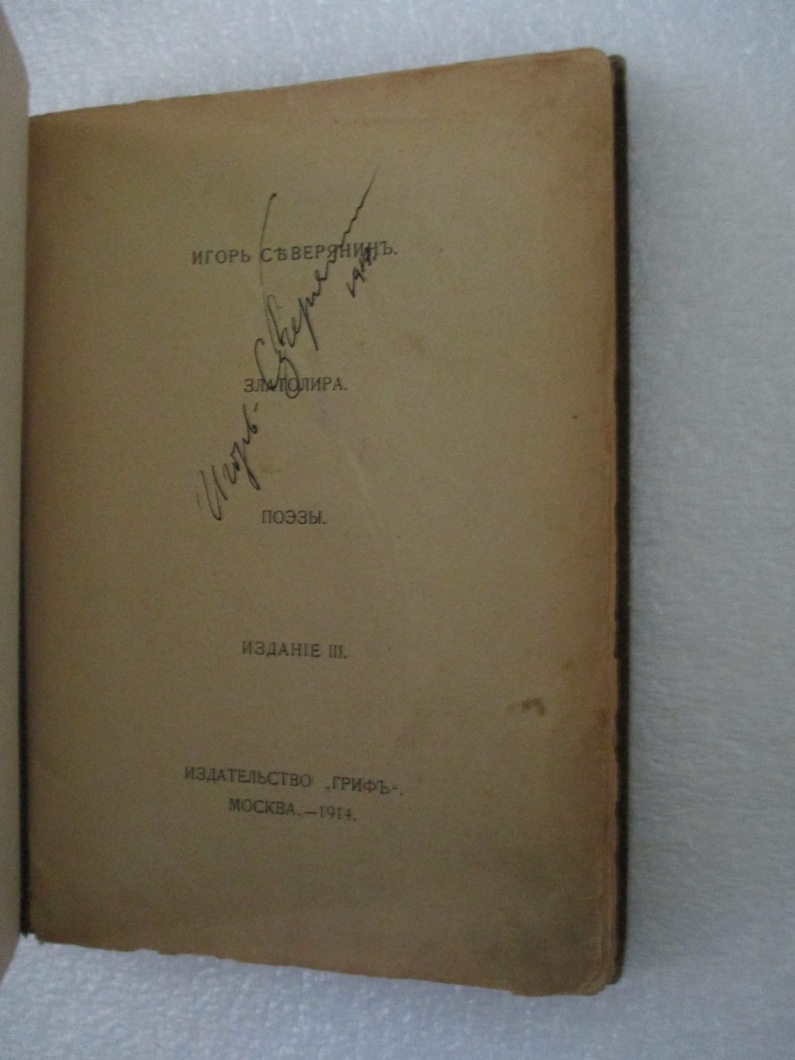 ИГОРЬ СѢВЕРЯНИНЪ.
Игорь-Северянин
ЗЛАТОЛИРА.
ПОЭЗЫ.
ИЗДАНІЕ III.
ИЗДАТЕЛЬСТВО „ГРИФЪ“.
МОСКВА.—1914.